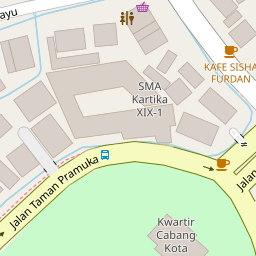 ayu
SMA
Kartika
XIX-1
KAFE SISHA
FURDAN
Jalan Taman Pramuka
Jalan
Kwartir
Cabang
Kota